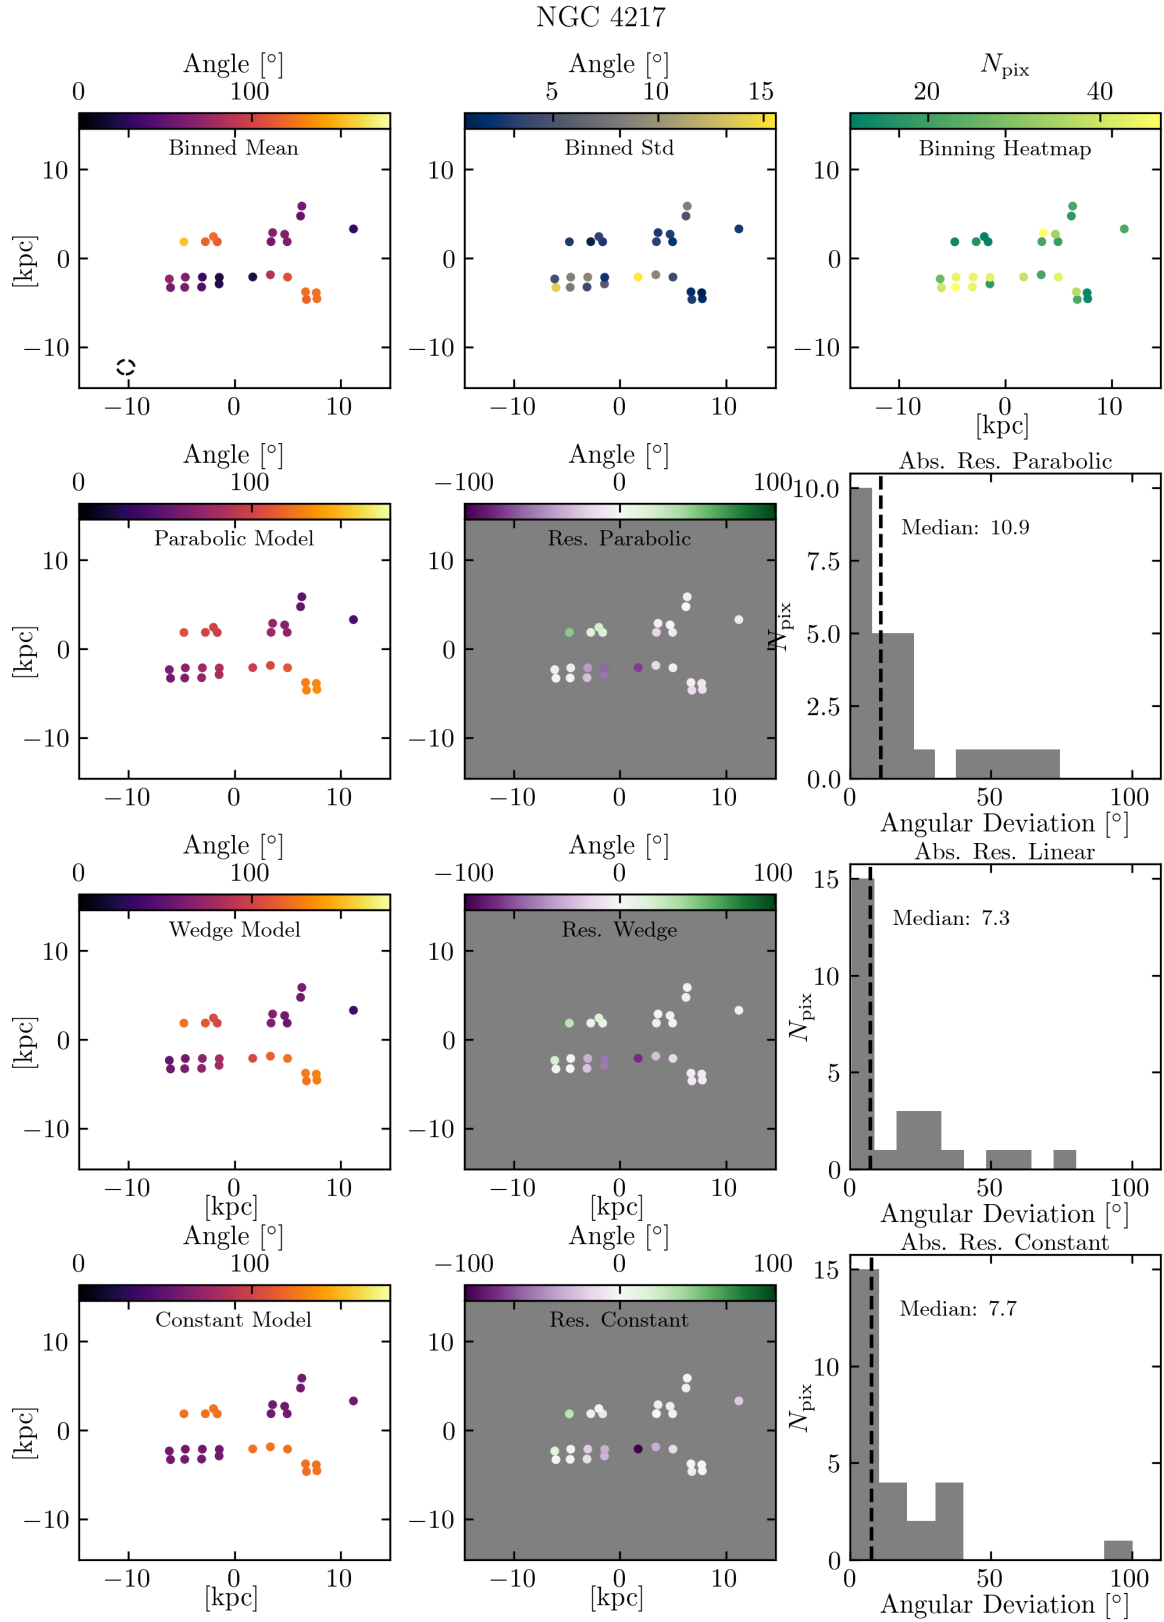 NGC 4217
Angle [°] Angle [°] N_pix
0 100 5 10 15 20 40
Binned Mean Binned Std Binning Heatmap
10 10 10
0 0 0
[kpc]
−10 −10 −10
−10 0 10 −10 0 10 −10 0 10
[kpc]
Angle [°] Angle [°] Abs. Res. Parabolic
0 100 −100 0 100
Parabolic Model Res. Parabolic Median: 10.9
10 10 10.0
0 0 7.5
−10 −10 5.0
2.5
0.0
[kpc] N_pix
−10 0 10 −10 0 10 0 50 100
Angular Deviation [°]
Angle [°] Angle [°] Abs. Res. Linear
0 100 −100 0 100
Wedge Model Res. Wedge Median: 7.3
10 10 15
0 0 10
−10 −10 5
0
[kpc] N_pix
−10 0 10 −10 0 10 0 50 100
[kpc] [kpc] Angular Deviation [°]
Angle [°] Angle [°] Abs. Res. Constant
0 100 −100 0 100
Constant Model Res. Constant Median: 7.7
10 10 15
0 0 10
−10 −10 5
0
[kpc] N_pix
−10 0 10 −10 0 10 0 50 100
[kpc] [kpc] Angular Deviation [°]